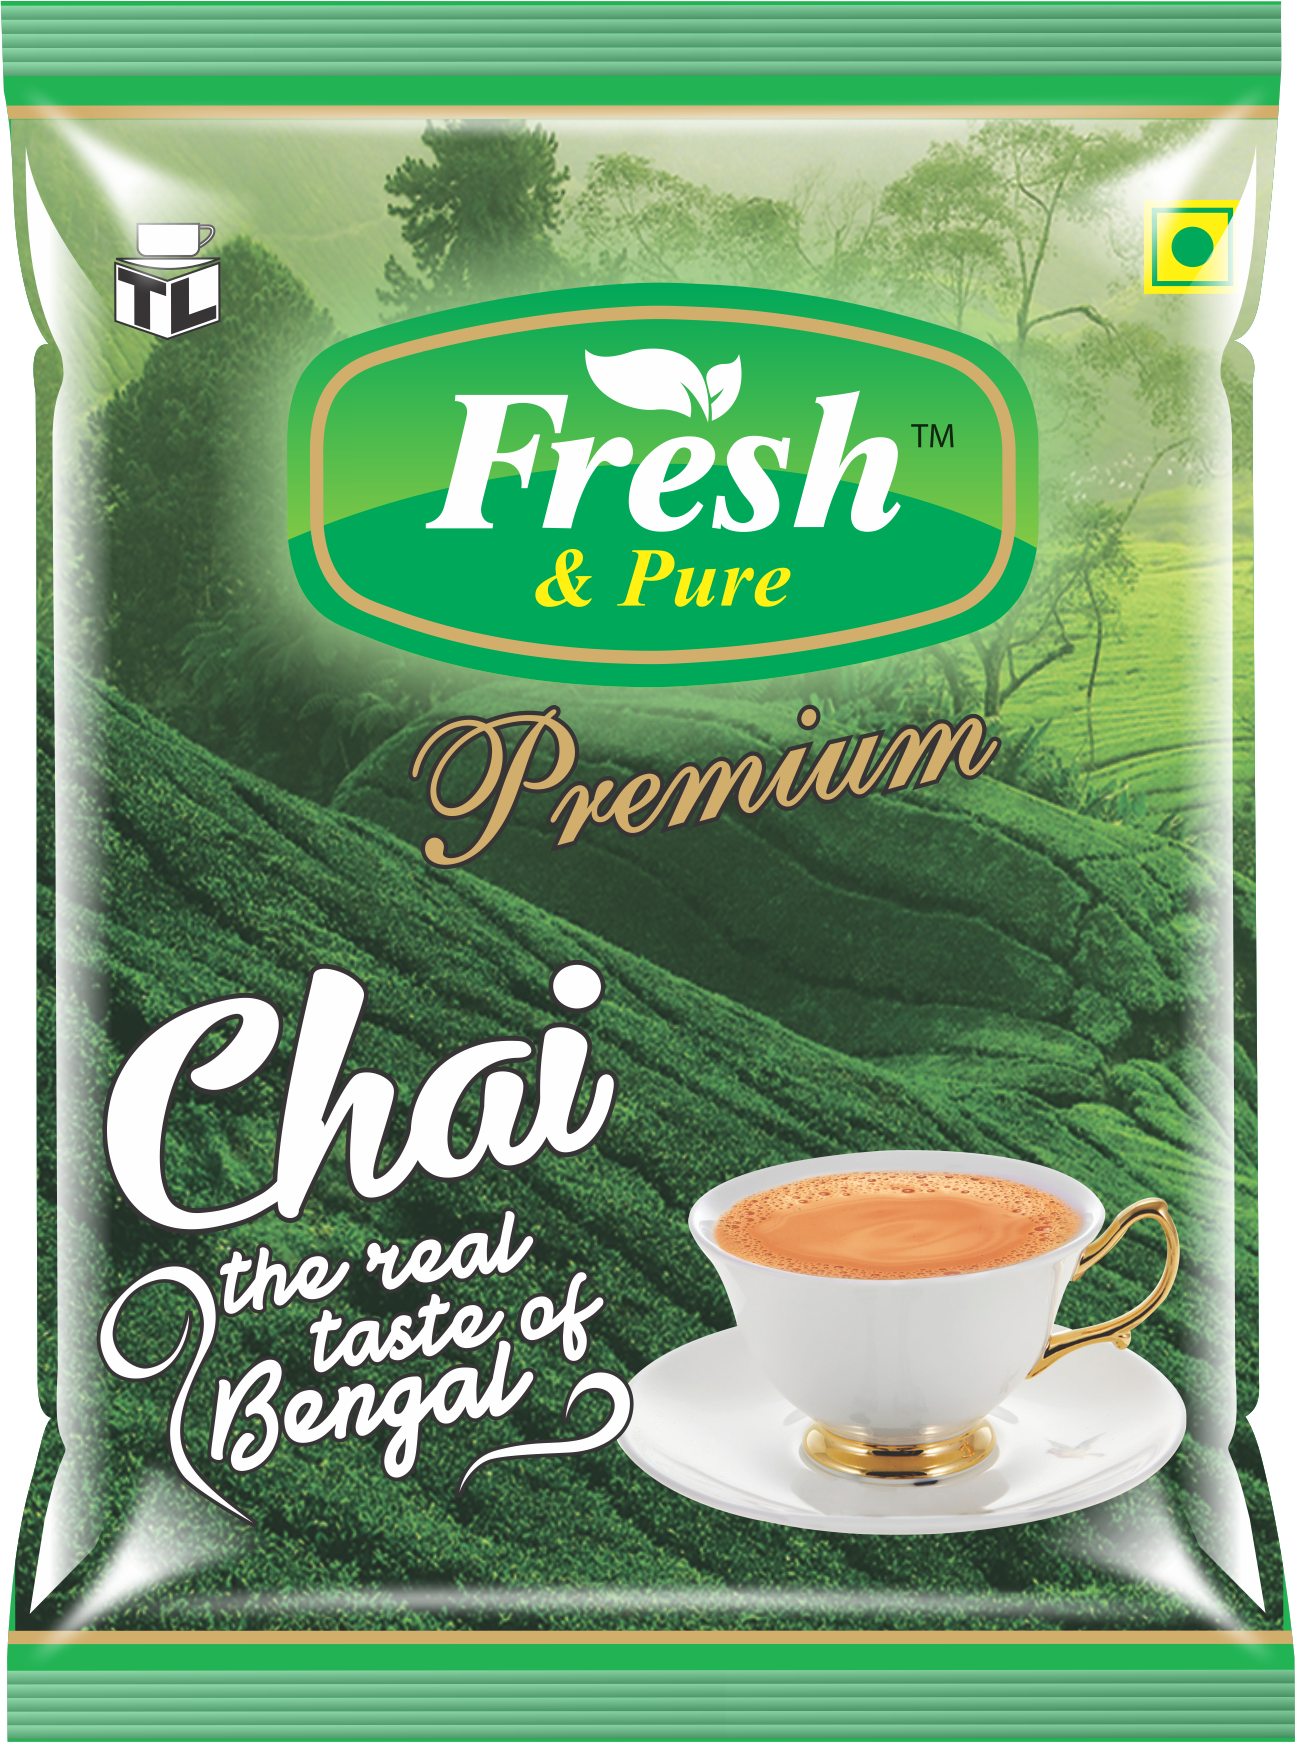 TL
Fresh™
& Pure
Premium
Chai
the real
taste of
Bengal